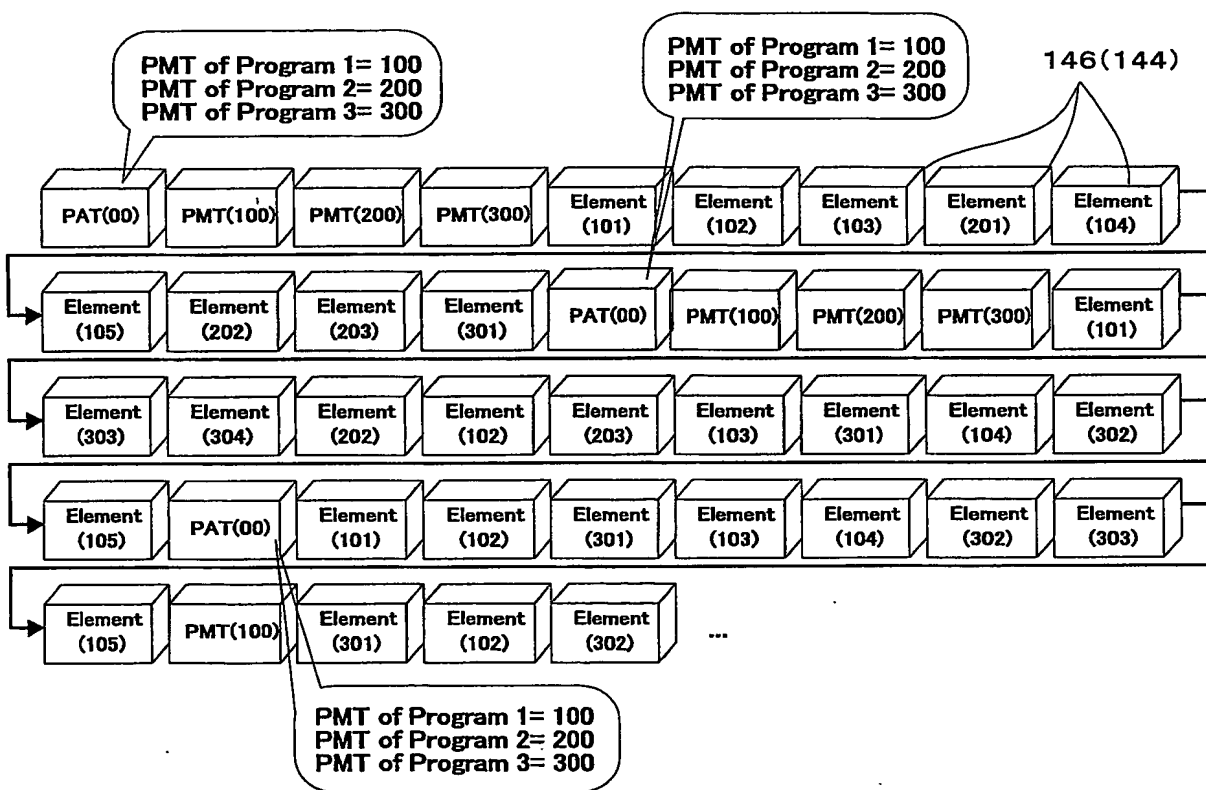 PMT of Program 1= 100
PMT of Program 2= 200
PMT of Program 3= 300
PMT of Program 1= 100
PMT of Program 2= 200
PMT of Program 3= 300
146(144)
PAT(00)
PMT(100)
PMT(200)
PMT(300)
Element
(101)
Element
(102)
Element
(103)
Element
(201)
Element
(104)
Element
(105)
Element
(202)
Element
(203)
Element
(301)
PAT(00)
PMT(100)
PMT(200)
PMT(300)
Element
(101)
Element
(303)
Element
(304)
Element
(202)
Element
(102)
Element
(203)
Element
(103)
Element
(301)
Element
(104)
Element
(302)
Element
(105)
PAT(00)
Element
(101)
Element
(102)
Element
(301)
Element
(103)
Element
(104)
Element
(302)
Element
(303)
Element
(105)
PMT(100)
Element
(301)
Element
(102)
Element
(302)
...
PMT of Program 1= 100
PMT of Program 2= 200
PMT of Program 3= 300